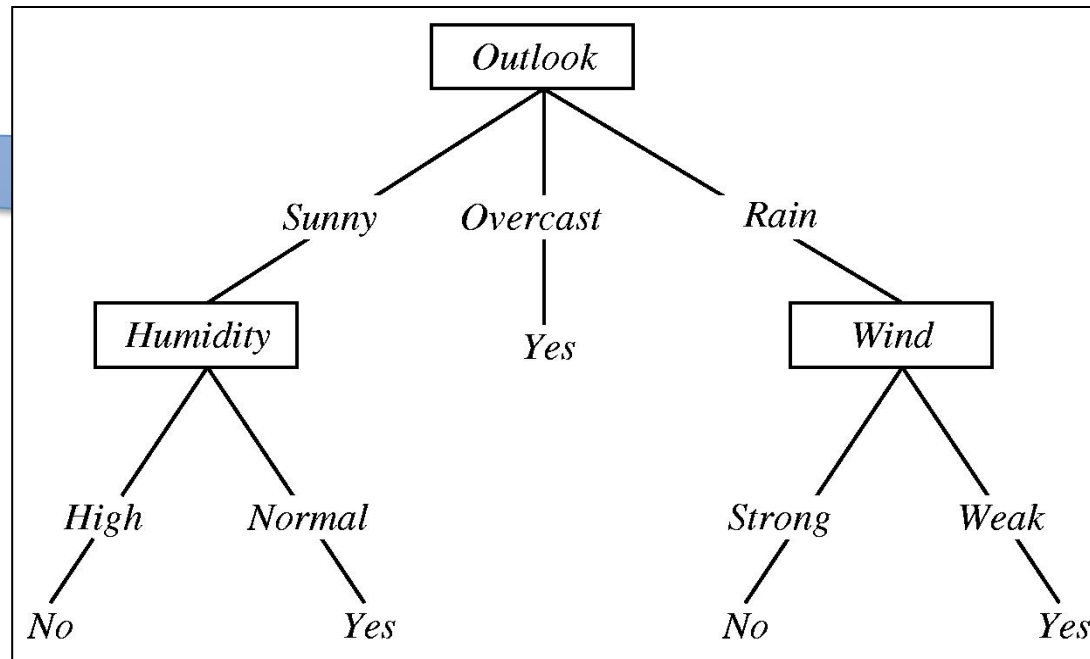 Outlook
Sunny Overcast Rain
Humidity Yes Wind
High Normal Strong Weak
No Yes No Yes